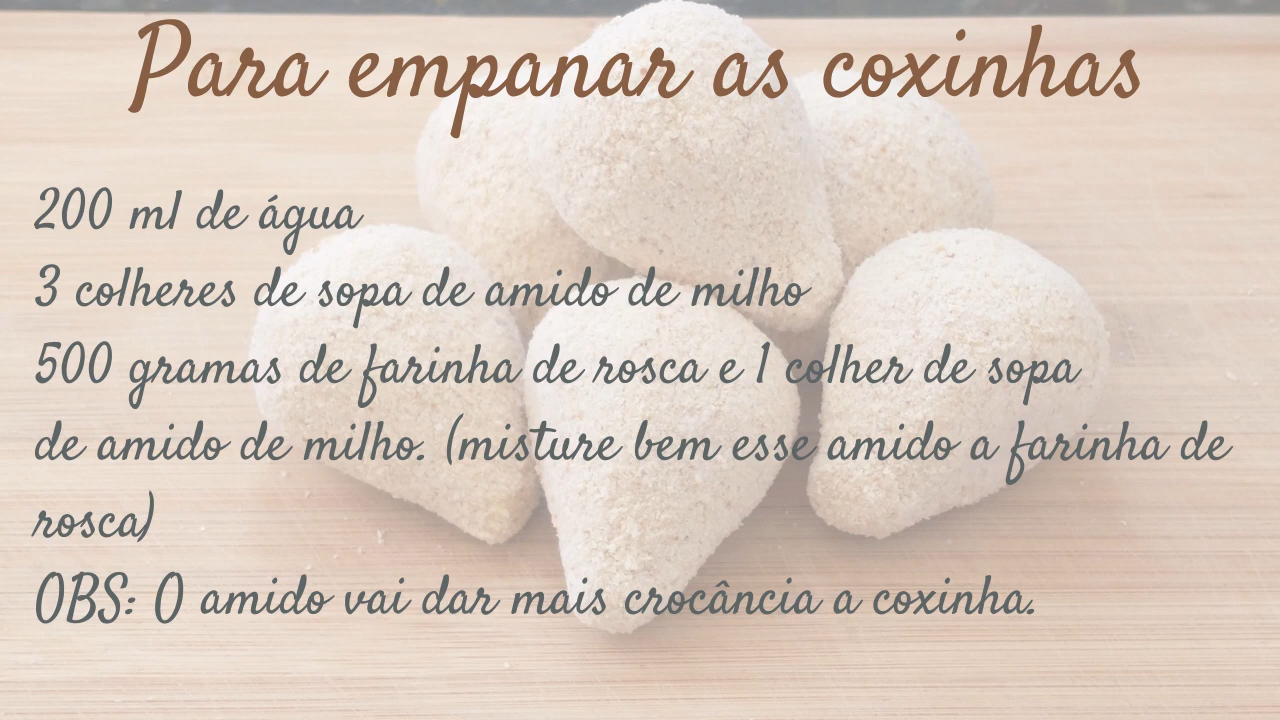 Para empanar as coxinhas
200 ml de água
3 colheres de sopa de amido de milho
500 gramas de farinha de rosca e 1 colher de sopa
de amido de milho. (misture bem esse amido a farinha de
rosca)
OBS: O amido vai dar mais crocância a coxinha.